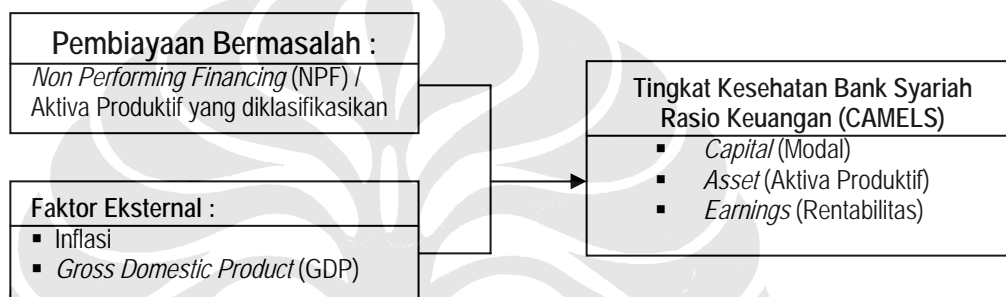 Pembiayaan Bermasalah :
Non Performing Financing (NPF) /
Aktiva Produktif yang diklasifikasikan
Faktor Eksternal :
▪ Inflasi
▪ Gross Domestic Product (GDP)
Tingkat Kesehatan Bank Syariah
Rasio Keuangan (CAMELS)
▪ Capital (Modal)
▪ Asset (Aktiva Produktif)
▪ Earnings (Rentabilitas)